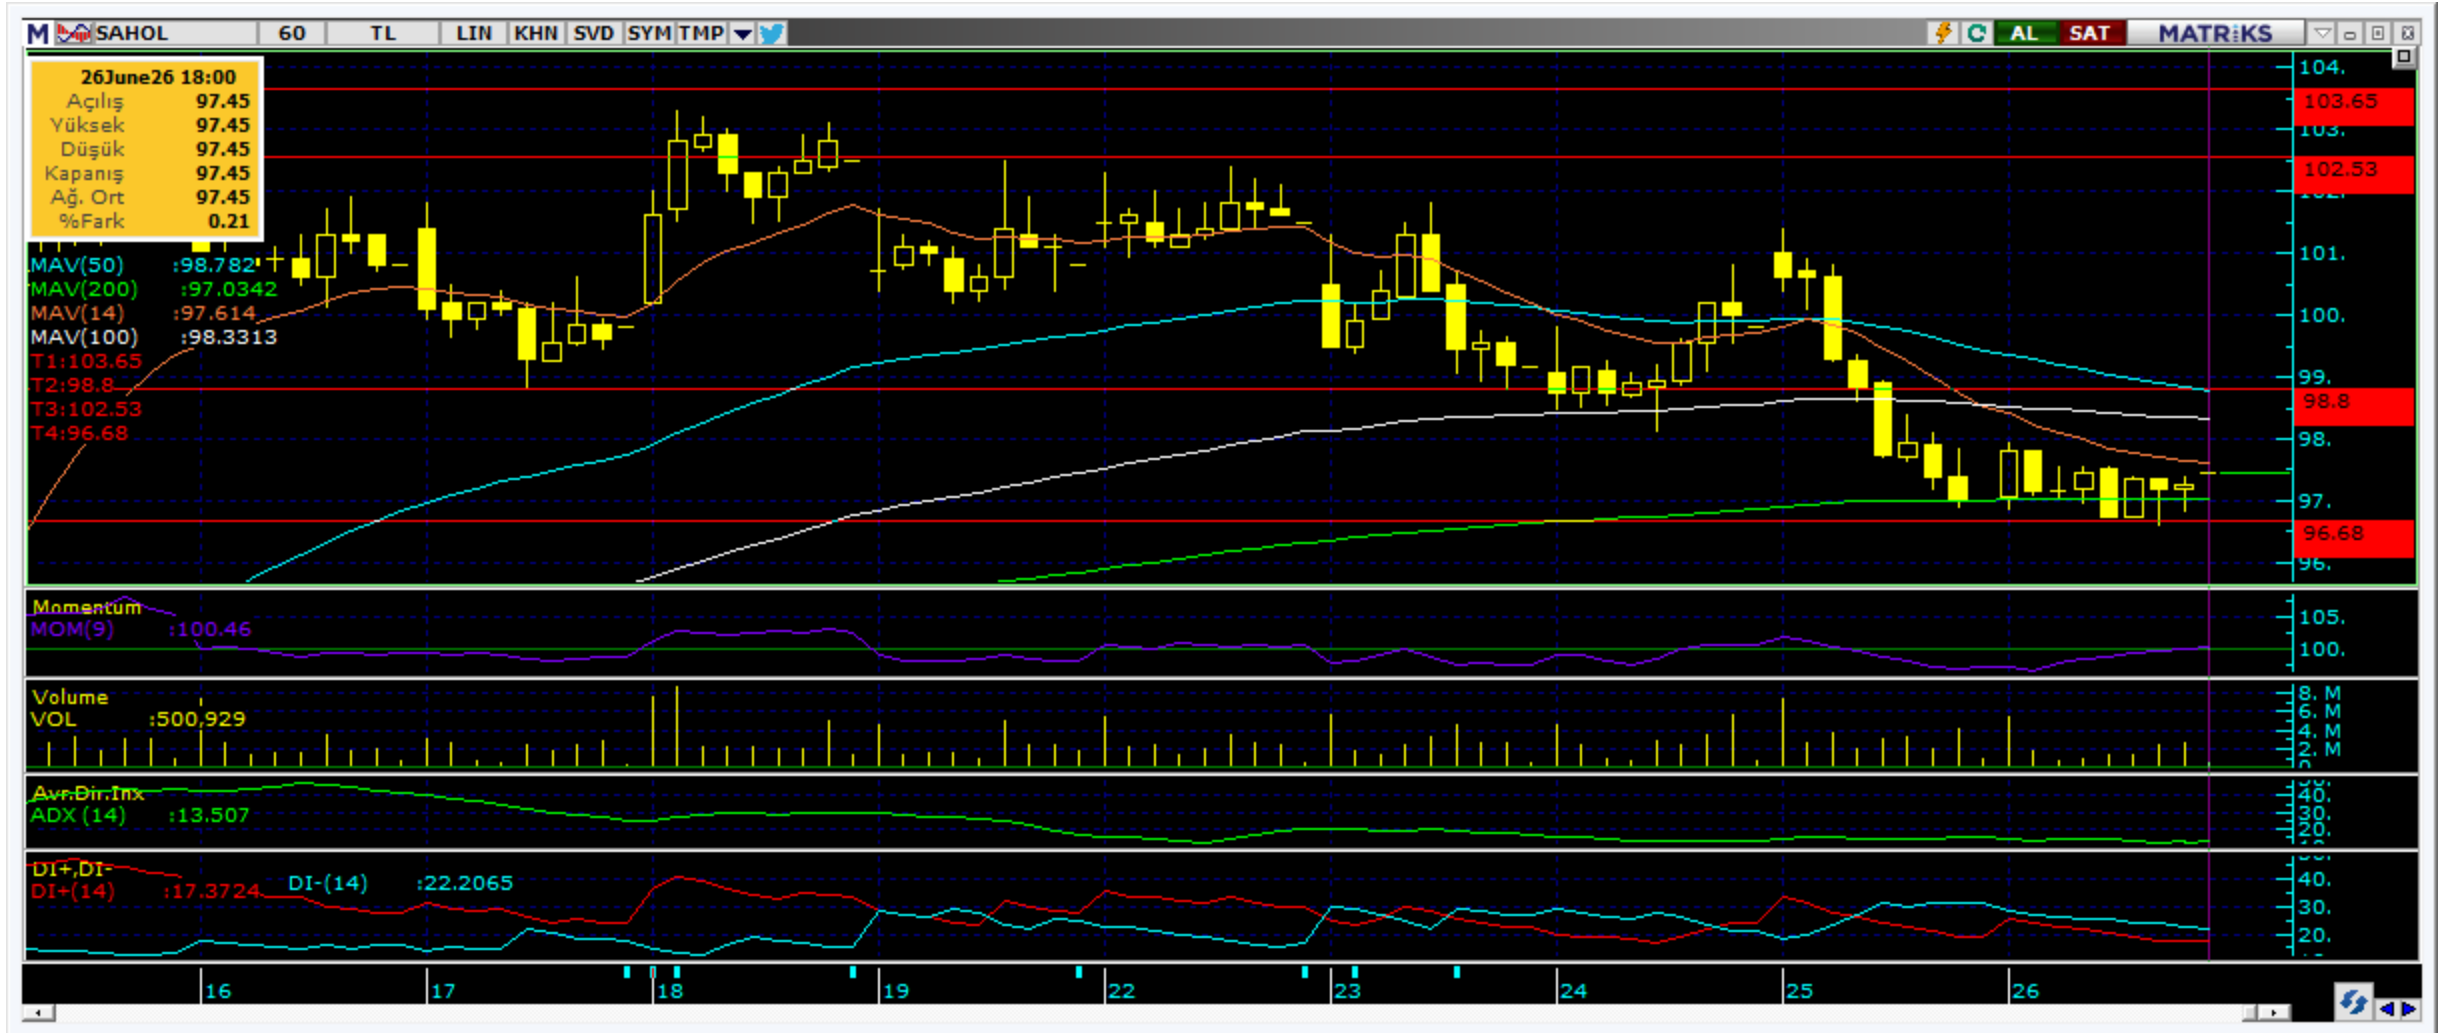 M SAHOL 60 TL LIN KHN SVD SYM TMP AL SAT MATRiKS
26June26 18:00
Açılış 97.45
Yüksek 97.45
Düşük 97.45
Kapanış 97.45
Ağ. Ort 97.45
%Fark 0.21
MAV(50) :98.782
MAV(200) :97.0342
MAV(14) :97.614
MAV(100) :98.3313
T1:103.65
T2:98.8
T3:102.53
T4:96.68
104.
103.65
103.
102.53
102.
101.
100.
99.
98.8
98.
97.
96.68
96.
Momentum
MOM(9) :100.46
105.
100.
Volume
VOL :500,929
8. M
6. M
4. M
2. M
0
Avr.Dir.Inx
ADX (14) :13.507
40.
30.
20.
DI+,DI-
DI+(14) :17.3724 DI-(14) :22.2065
40.
30.
20.
16 17 18 19 22 23 24 25 26